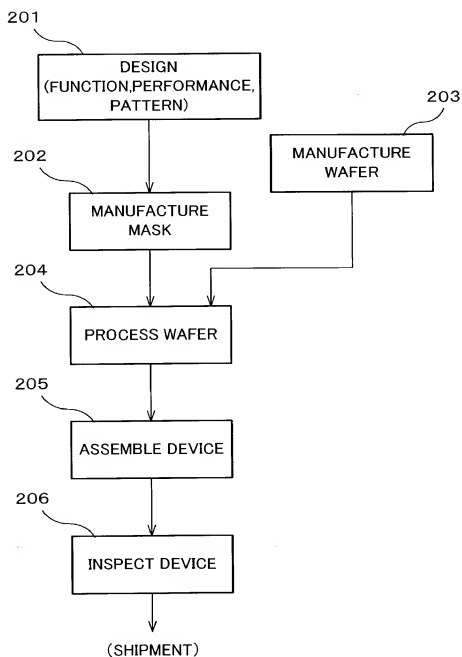 201
DESIGN
(FUNCTION,PERFORMANCE,
PATTERN)
203
MANUFACTURE
WAFER
202
MANUFACTURE
MASK
204
PROCESS WAFER
205
ASSEMBLE DEVICE
206
INSPECT DEVICE
(SHIPMENT)